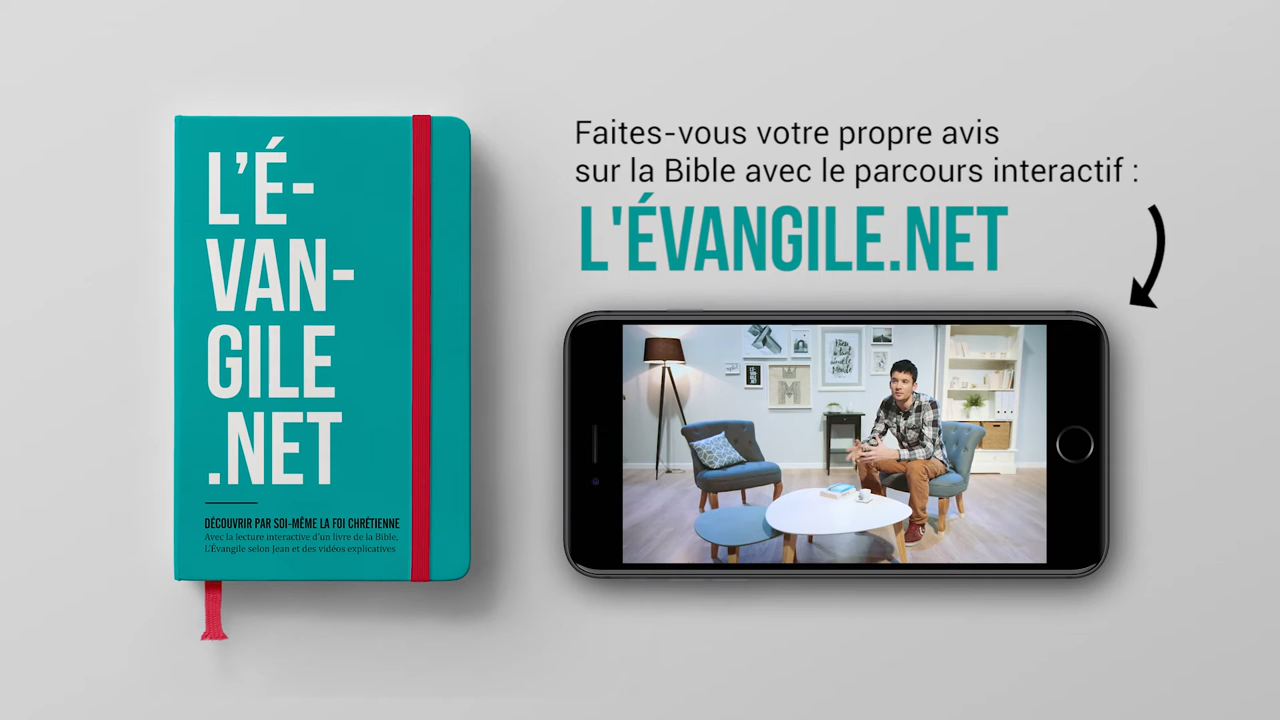 L'É-
VAN-
GILE
.NET
DÉCOUVRIR PAR SOI-MÊME LA FOI CHRÉTIENNE
Avec la lecture interactive d'un livre de la Bible,
L'Évangile selon Jean et des vidéos explicatives
Faites-vous votre propre avis
sur la Bible avec le parcours interactif :
L'ÉVANGILE.NET